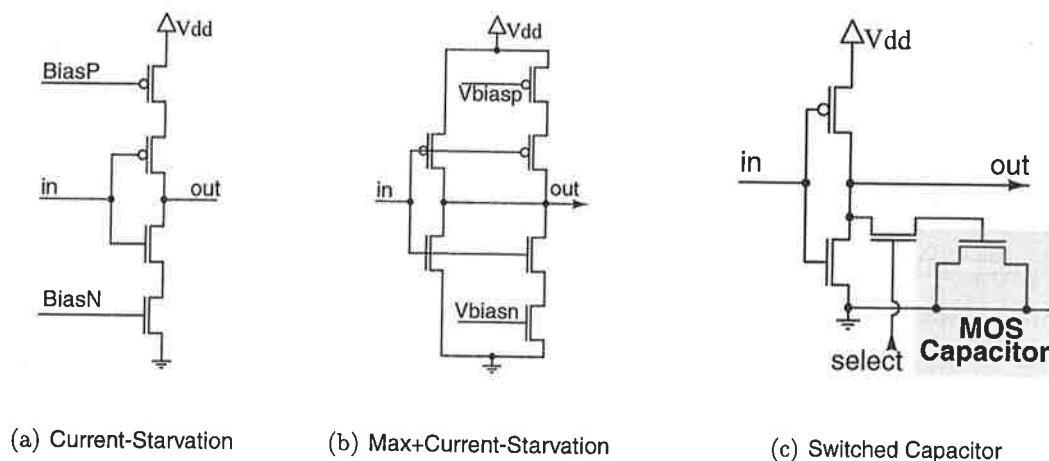 Vdd
BiasP
in
out
BiasN
(a) Current-Starvation
Vdd
Vbiasp
in
out
Vbiasn
(b) Max+Current-Starvation
Vdd
in
out
MOS
Capacitor
select
(c) Switched Capacitor